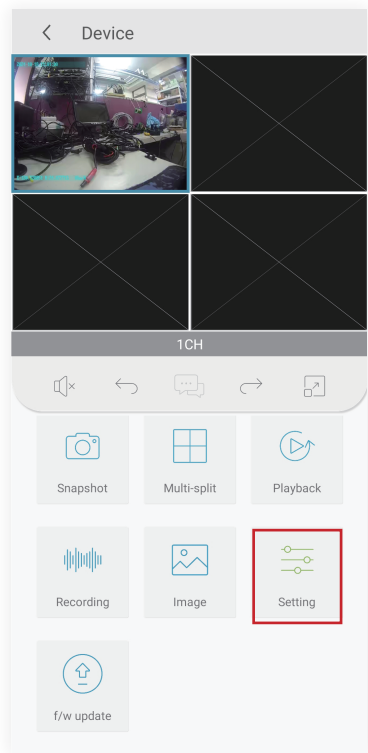 Device
1CH
Snapshot Multi-split Playback
Recording Image Setting
f/w update